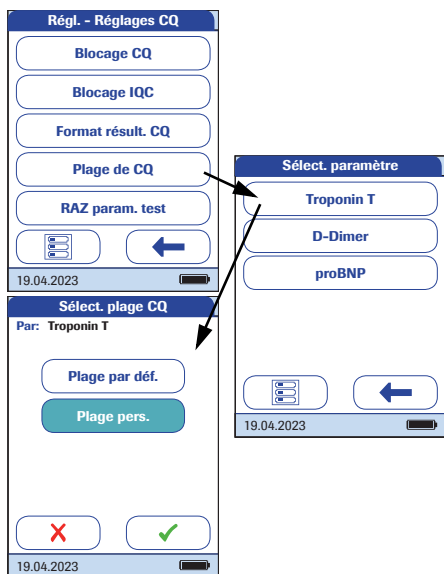 Régl. - Réglages CQ
Blocage CQ
Blocage IQC
Format résult. CQ
Plage de CQ
RAZ param. test
19.04.2023
Sélect. paramètre
Troponin T
D-Dimer
proBNP
19.04.2023
Sélect. plage CQ
Par: Troponin T
Plage par déf.
Plage pers.
19.04.2023